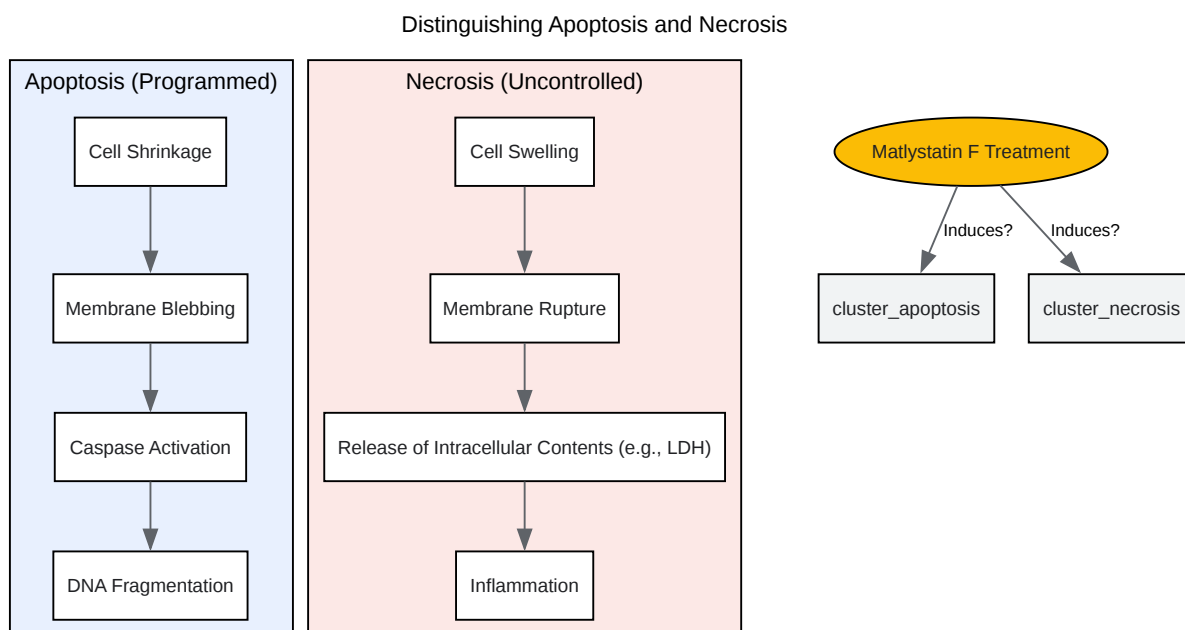 Distinguishing Apoptosis and Necrosis
Apoptosis (Programmed)
Cell Shrinkage
Membrane Blebbing
Caspase Activation
DNA Fragmentation
Necrosis (Uncontrolled)
Cell Swelling
Membrane Rupture
Release of Intracellular Contents (e.g., LDH)
Inflammation
Matlystatin F Treatment
Induces?
Induces?
cluster_apoptosis
cluster_necrosis